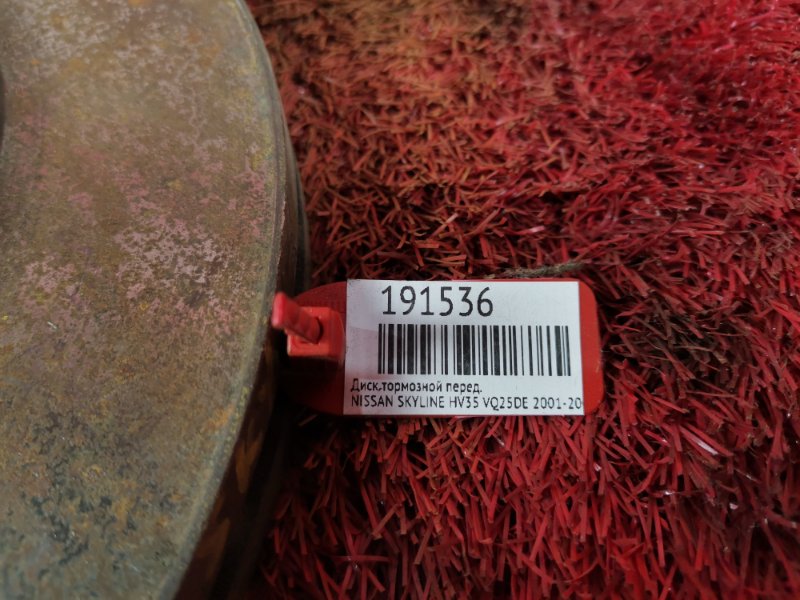 191536
Диск.тормозной перед.
NISSAN SKYLINE HV35 VQ25DE 2001-20